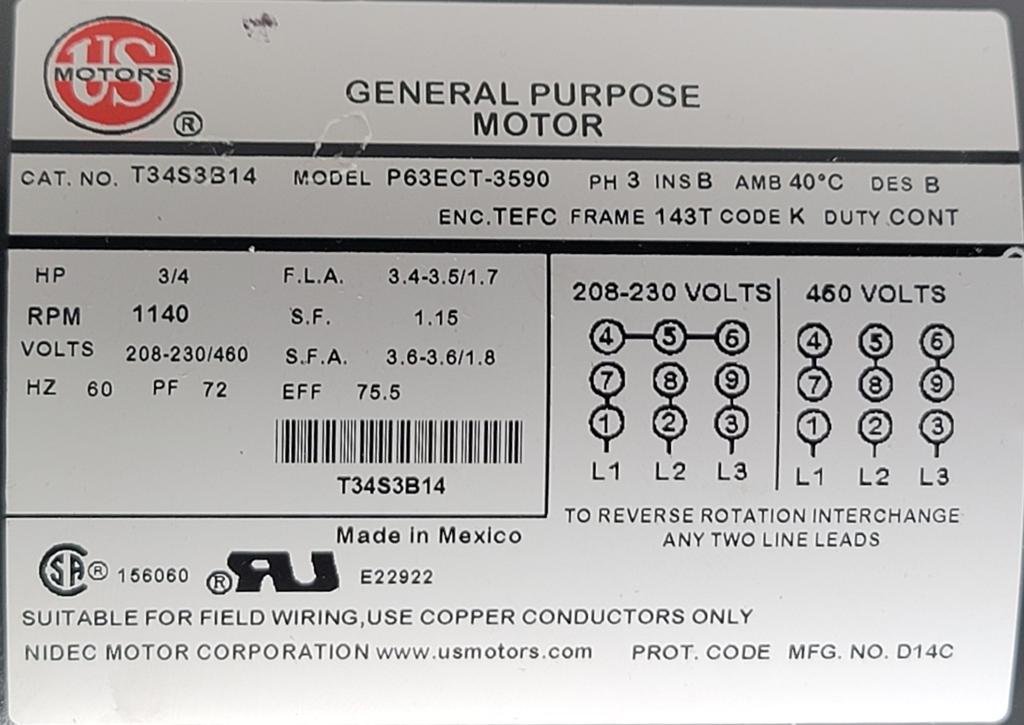 US
MOTORS
®
GENERAL PURPOSE
MOTOR
CAT. NO. T34S3B14 MODEL P63ECT-3590 PH 3 INS B AMB 40°C DES B
ENC. TEFC FRAME 143T CODE K DUTY CONT
HP 3/4 F.L.A. 3.4-3.5/1.7
RPM 1140 S.F. 1.15
VOLTS 208-230/460 S.F.A. 3.6-3.6/1.8
HZ 60 PF 72 EFF 75.5
T34S3B14
208-230 VOLTS
4 5 6
7 8 9
1 2 3
L1 L2 L3
460 VOLTS
4 5 6
7 8 9
1 2 3
L1 L2 L3
TO REVERSE ROTATION INTERCHANGE
ANY TWO LINE LEADS
Made in Mexico
SA ® 156060 ® RU E22922
SUITABLE FOR FIELD WIRING,USE COPPER CONDUCTORS ONLY
NIDEC MOTOR CORPORATION www.usmotors.com PROT. CODE MFG. NO. D14C